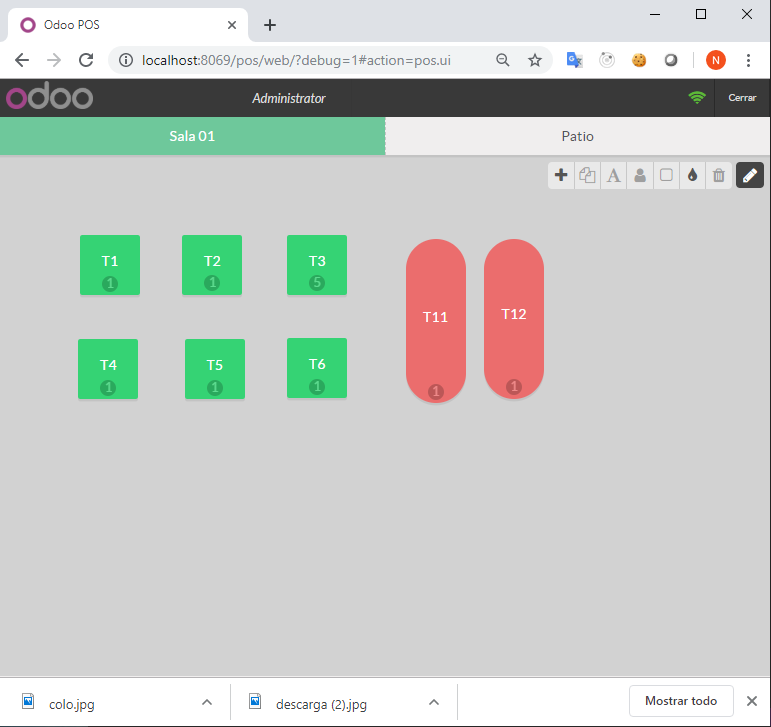 Odoo POS
localhost:8069/pos/web/?debug=1#action=pos.ui
N
odoo
Administrator
Cerrar
Sala 01
Patio
A
T1
1
T2
1
T3
5
T11
1
T12
1
T4
1
T5
1
T6
1
colo.jpg
descarga (2).jpg
Mostrar todo